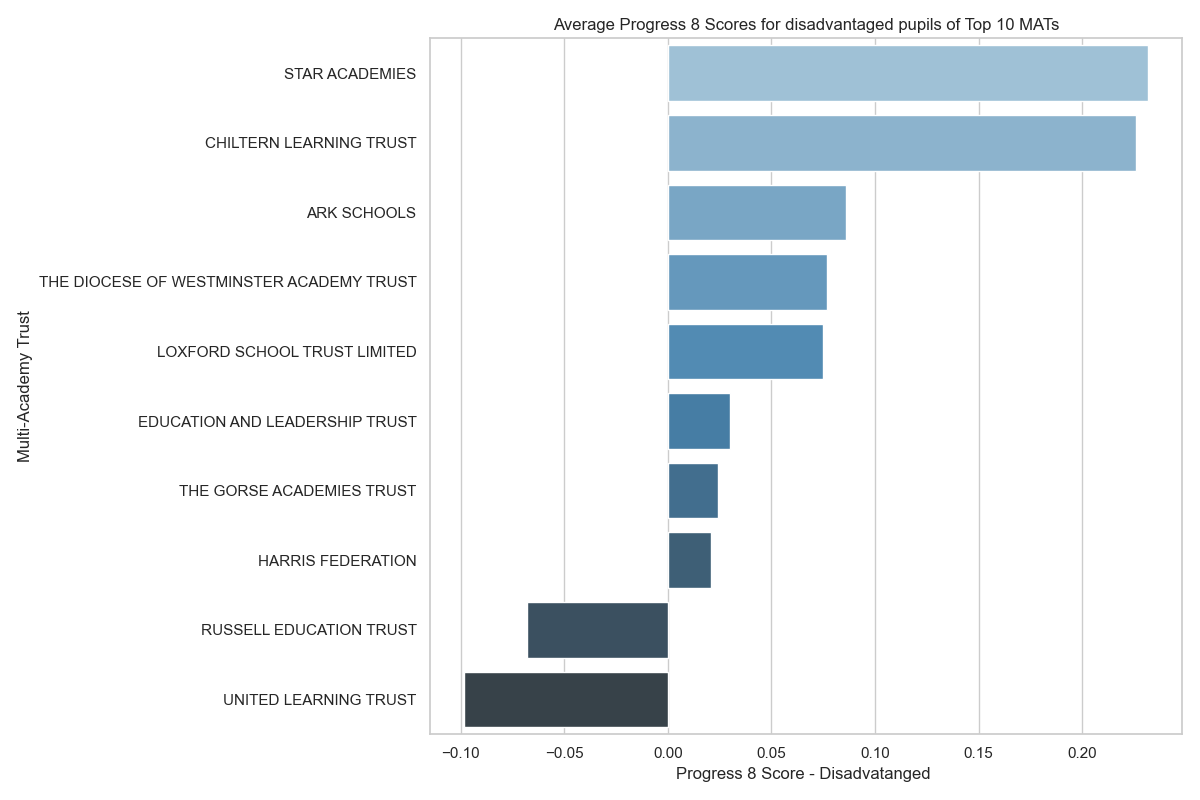 Average Progress 8 Scores for disadvantaged pupils of Top 10 MATs
STAR ACADEMIES
CHILTERN LEARNING TRUST
ARK SCHOOLS
THE DIOCESE OF WESTMINSTER ACADEMY TRUST
LOXFORD SCHOOL TRUST LIMITED
EDUCATION AND LEADERSHIP TRUST
THE GORSE ACADEMIES TRUST
HARRIS FEDERATION
RUSSELL EDUCATION TRUST
UNITED LEARNING TRUST
Multi-Academy Trust
−0.10 −0.05 0.00 0.05 0.10 0.15 0.20
Progress 8 Score - Disadvatanged